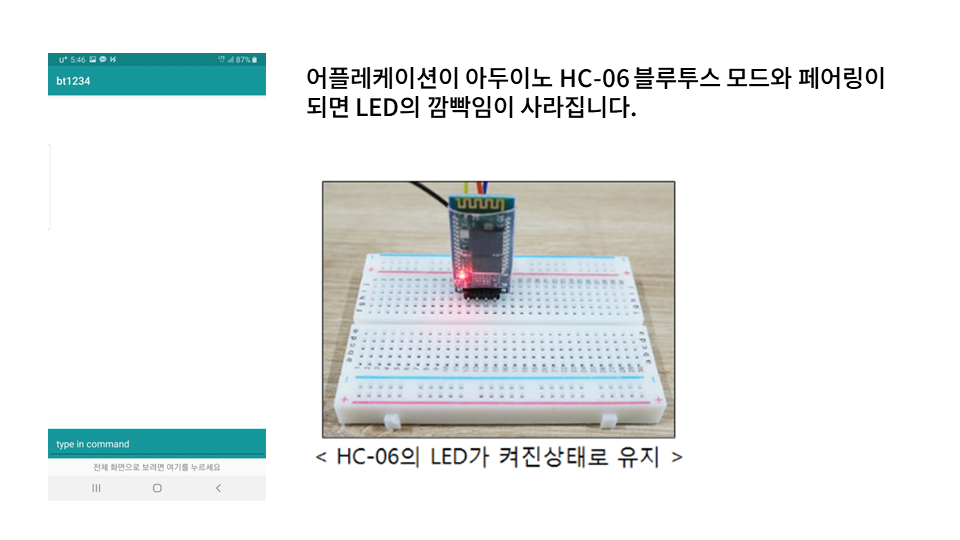 U⁺ 5:46 87%
bt1234
어플레케이션이 아두이노 HC-06 블루투스 모드와 페어링이
되면 LED의 깜빡임이 사라집니다.
< HC-06의 LED가 켜진상태로 유지 >
type in command
전체 화면으로 보려면 여기를 누르세요